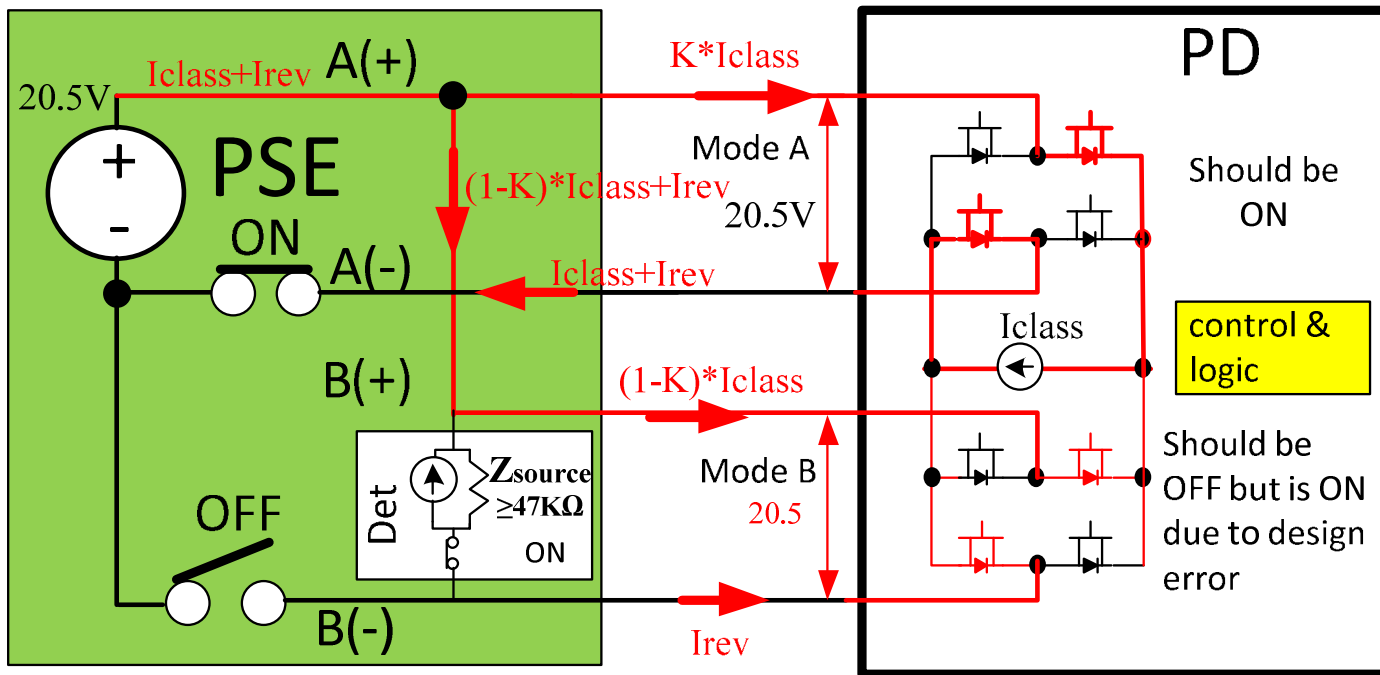 Iclass+Irev
A(+)
K*Iclass
PD
20.5V
+
-
PSE
Mode A
20.5V
(1-K)*Iclass+Irev
Should be
ON
ON
A(-)
Iclass+Irev
Iclass
control &
logic
B(+)
(1-K)*Iclass
Det
Zsource
≥47KΩ
ON
Mode B
20.5
Should be
OFF but is ON
due to design
error
OFF
B(-)
Irev